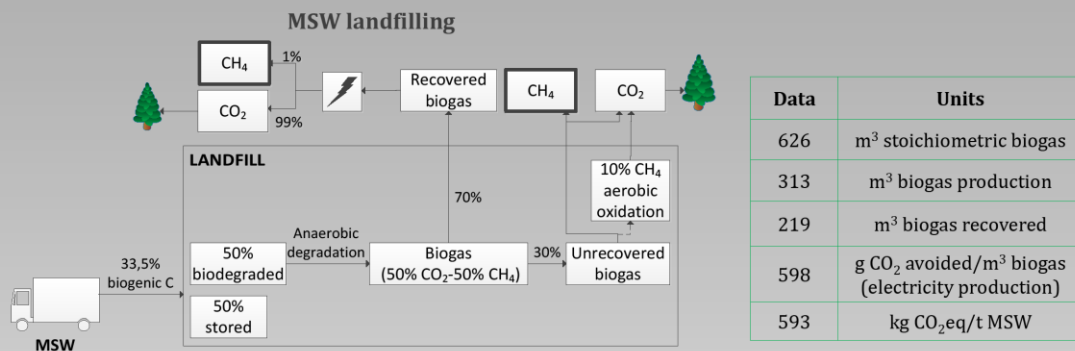 MSW landfilling
CH₄
1%
CO₂
99%
Recovered
biogas
CH₄
CO₂
LANDFILL
70%
10% CH₄
aerobic
oxidation
33,5%
biogenic C
50%
biodegraded
Anaerobic
degradation
Biogas
(50% CO₂-50% CH₄)
30%
Unrecovered
biogas
50%
stored
MSW
Data Units
626 m³ stoichiometric biogas
313 m³ biogas production
219 m³ biogas recovered
598 g CO₂ avoided/m³ biogas
(electricity production)
593 kg CO₂eq/t MSW